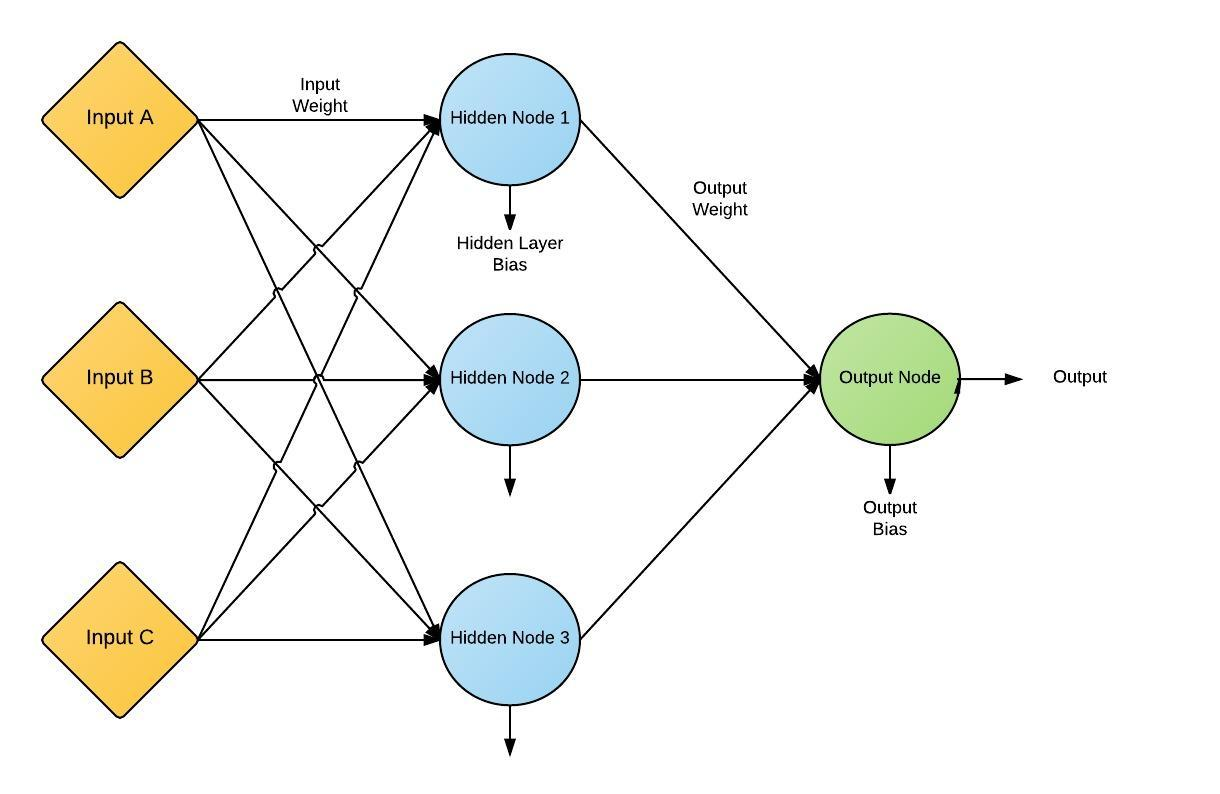 Input A
Input
Weight
Hidden Node 1
Hidden Layer
Bias
Output
Weight
Input B
Hidden Node 2
Output Node
Output
Output
Bias
Input C
Hidden Node 3